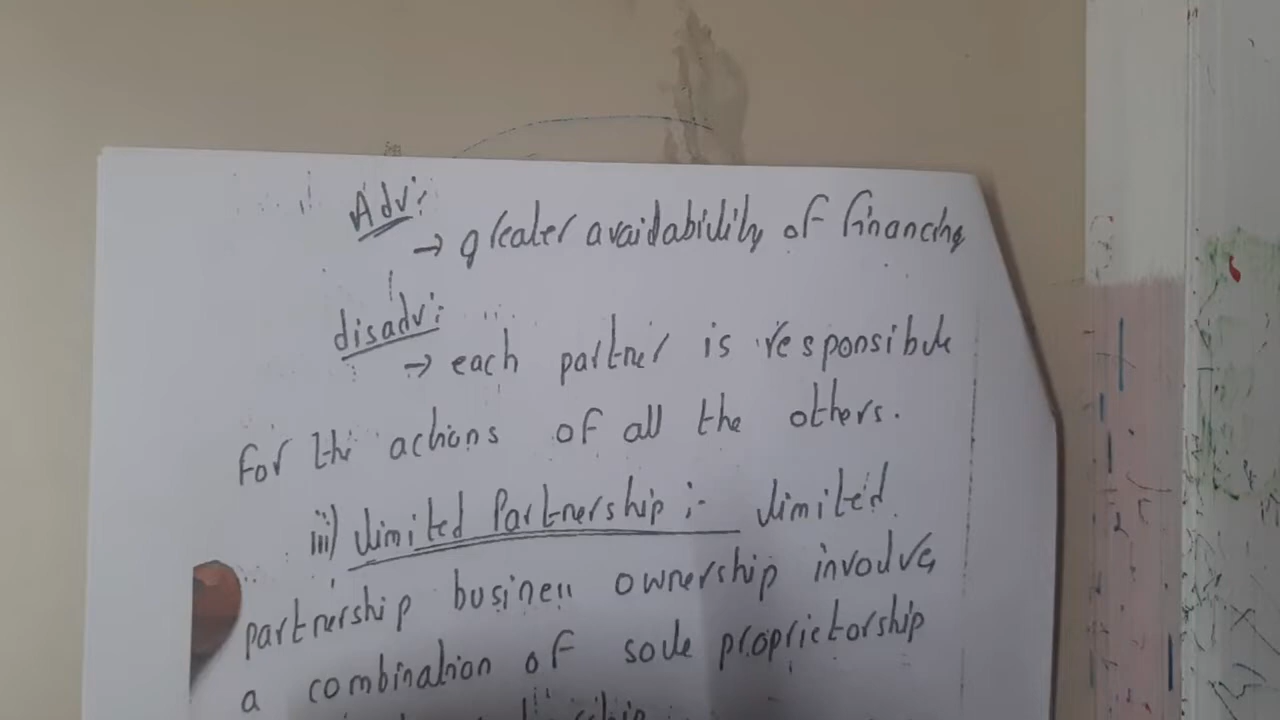 Adv:
→ greater availability of financing
disadv:
→ each partner is responsible
for the actions of all the others.
iii) Limited Partnership :- Limited
partnership business ownership involve
a combination of sole proprietorship